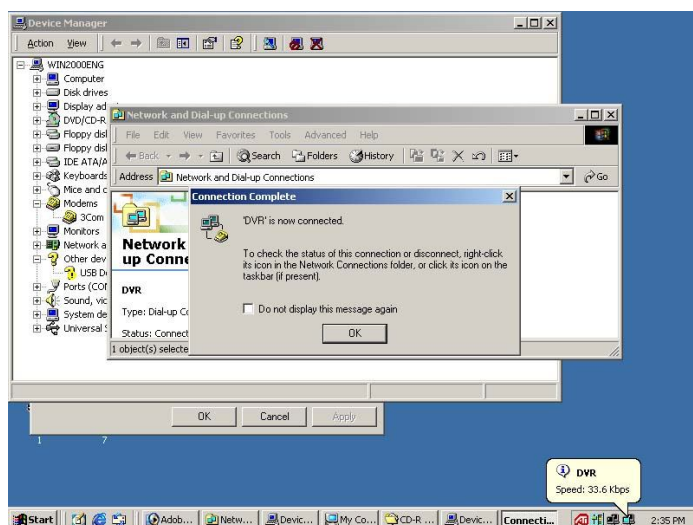 Device Manager
Action View
WIN2000ENG
Computer
Disk drives
Display ad
DVD/CD-R
Floppy disl
Floppy disl
IDE ATA/A
Keyboards
Mice and c
Modems
3Com
Monitors
Network a
Other dev
USB D
Ports (COI
Sound, vic
System de
Universal
Network and Dial-up Connections
File Edit View Favorites Tools Advanced Help
Back Search Folders History
Address Network and Dial-up Connections Go
Network
up Conne
DVR
Type: Dial-up Co
Status: Connect
1 object(s) selecte
Connection Complete
'DVR' is now connected.
To check the status of this connection or disconnect, right-click
its icon in the Network Connections folder, or click its icon on the
taskbar (if present).
Do not display this message again
OK
OK Cancel Apply
1 7
DVR
Speed: 33.6 Kbps
Start Adob... Netw... Devic... My Co... CD-R ... Devic... Connecti... 2:35 PM